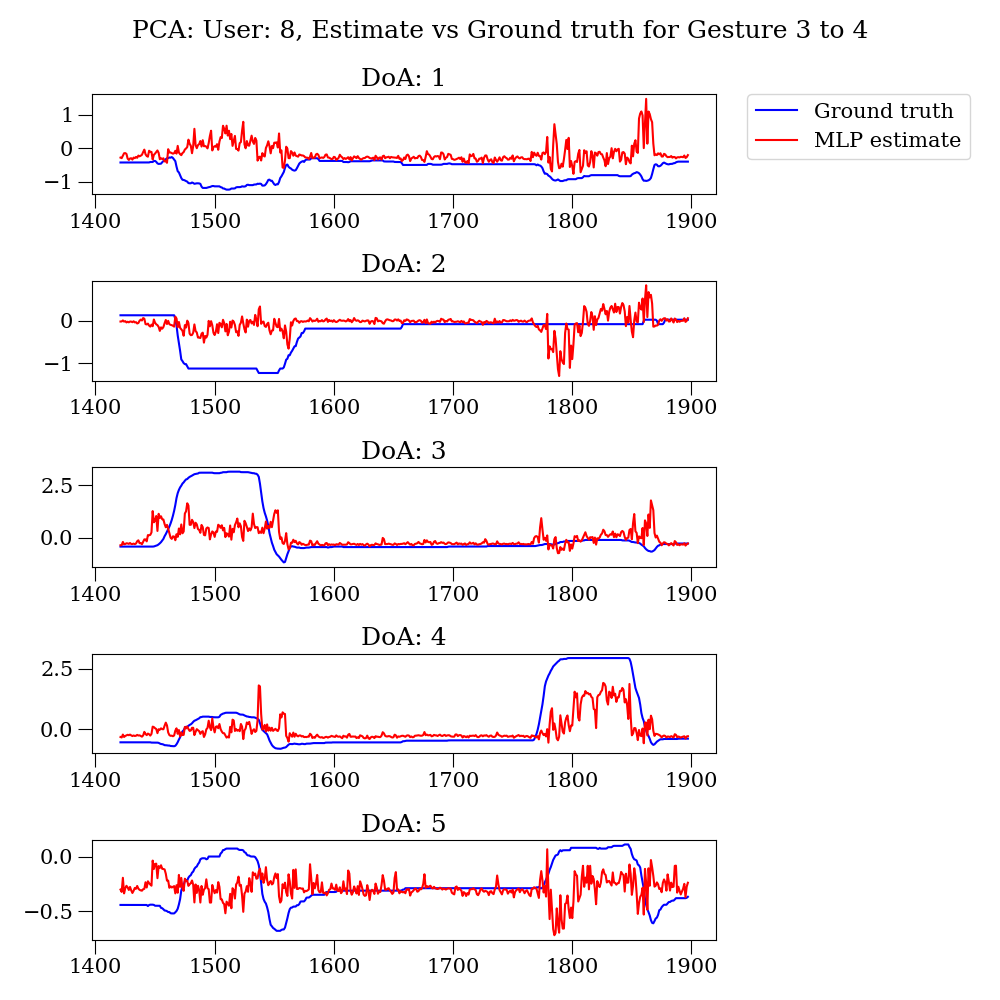 PCA: User: 8, Estimate vs Ground truth for Gesture 3 to 4
DoA: 1
Ground truth
MLP estimate
1
0
−1
1400 1500 1600 1700 1800 1900
DoA: 2
0
−1
1400 1500 1600 1700 1800 1900
DoA: 3
2.5
0.0
1400 1500 1600 1700 1800 1900
DoA: 4
2.5
0.0
1400 1500 1600 1700 1800 1900
DoA: 5
0.0
−0.5
1400 1500 1600 1700 1800 1900